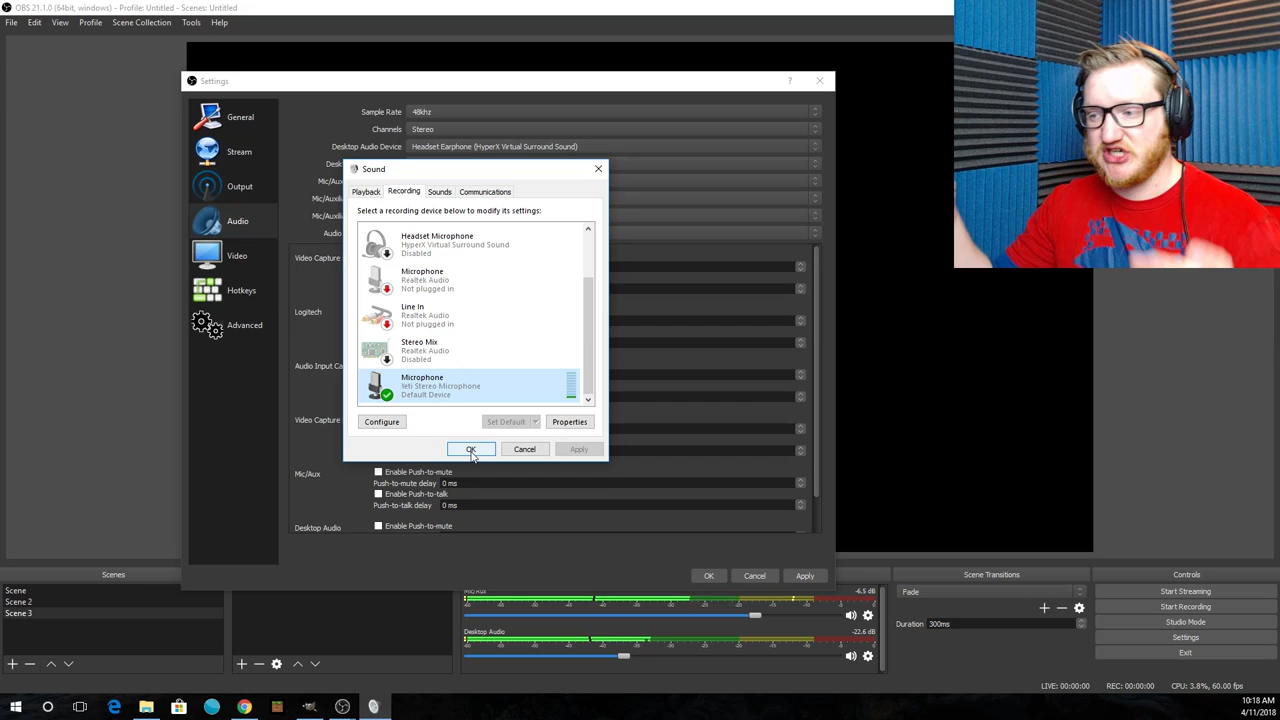 OBS 21.1.0 (64bit, windows) - Profile: Untitled - Scenes: Untitled
File Edit View Profile Scene Collection Tools Help
Settings
?
General
Stream
Output
Audio
Video
Hotkeys
Advanced
Sample Rate 48khz
Channels Stereo
Desktop Audio Device Headset Earphone (HyperX Virtual Surround Sound)
Sound
Playback Recording Sounds Communications
Select a recording device below to modify its settings:
Headset Microphone
HyperX Virtual Surround Sound
Disabled
Microphone
Realtek Audio
Not plugged in
Line In
Realtek Audio
Not plugged in
Stereo Mix
Realtek Audio
Disabled
Microphone
Yeti Stereo Microphone
Default Device
Configure Set Default Properties
OK Cancel Apply
Video Capture
Logitech
Audio Input Ca
Video Capture
Mic/Aux
Enable Push-to-mute
Push-to-mute delay 0 ms
Enable Push-to-talk
Push-to-talk delay 0 ms
Desktop Audio
Enable Push-to-mute
OK Cancel Apply
Scenes
Scene
Scene 2
Scene 3
Mic/Aux -6.5 dB
Desktop Audio -22.6 dB
Scene Transitions
Fade
Duration 300ms
Controls
Start Streaming
Start Recording
Studio Mode
Settings
Exit
LIVE: 00:00:00 REC: 00:00:00 CPU: 3.8%, 60.00 fps
10:18 AM
4/11/2018